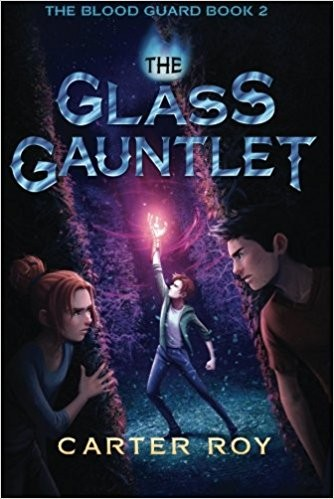 THE BLOOD GUARD BOOK 2
THE
GLASS
GAUNTLET
CARTER ROY